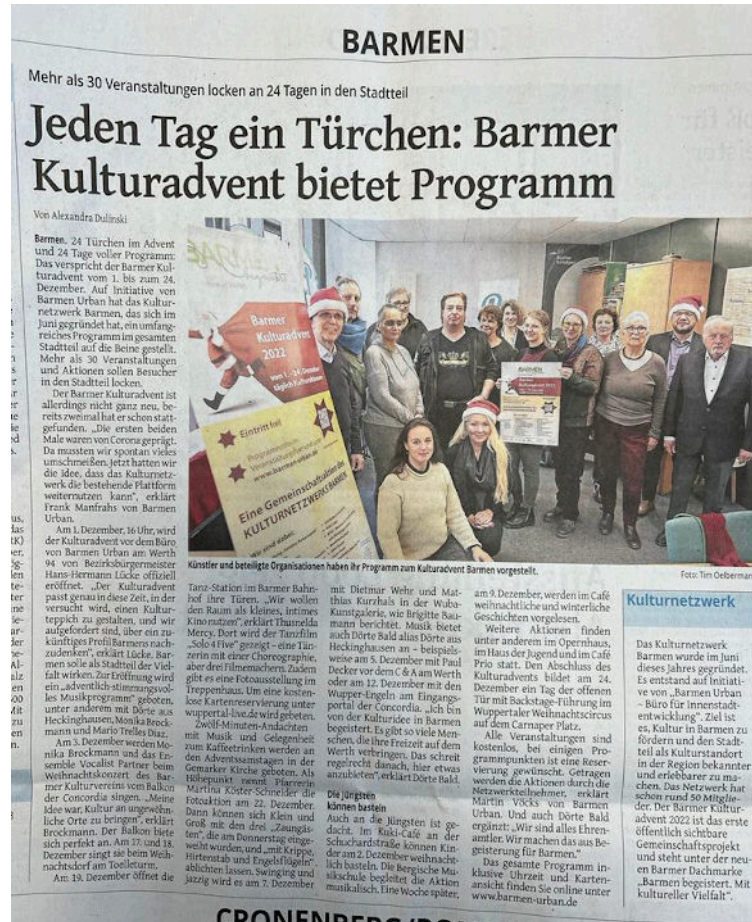 BARMEN
Mehr als 30 Veranstaltungen locken an 24 Tagen in den Stadtteil
Jeden Tag ein Türchen: Barmer
Kulturadvent bietet Programm
Von Alexandra Dulinski
Barmen. 24 Türchen im Advent
und 24 Tage voller Programm:
Das verspricht der Barmer Kul-
turadvent vom 1. bis zum 24.
Dezember. Auf Initiative von
Barmen Urban hat das Kultur-
netzwerk Barmen, das sich im
Juni gegründet hat, ein umfang-
reiches Programm im gesamten
Stadtteil auf die Beine gestellt.
Mehr als 30 Veranstaltungen
und Aktionen sollen Besucher
in den Stadtteil locken.
Der Barmer Kulturadvent ist
allerdings nicht ganz neu, be-
reits zweimal hat er schon statt-
gefunden. „Die ersten beiden
Male waren von Corona geprägt.
Da mussten wir spontan vieles
umschmeißen. Jetzt hatten wir
die Idee, dass das Kulturnetz-
werk die bestehende Plattform
weiternutzen kann“, erklärt
Frank Manfrahs von Barmen
Urban.
Am 1. Dezember, 16 Uhr, wird
der Kulturadvent vor dem Büro
von Barmen Urban am Werth
94 von Bezirksbürgermeister
Hans-Hermann Lücke offiziell
eröffnet. „Der Kulturadvent
passt genau in diese Zeit, in der
versucht wird, einen Kultur-
teppich zu gestalten, und wir
aufgefordert sind, über ein zu-
künftiges Profil Barmens nach-
zudenken“, erklärt Lücke. Bar-
men solle als Stadtteil der Viel-
falt wirken. Zur Eröffnung wird
ein „adventlich-stimmungsvol-
les Musikprogramm“ geboten,
unter anderem mit Dörte aus
Heckinghausen, Monika Brock-
mann und Mario Trelles Diaz.
Am 3. Dezember werden Mo-
nika Brockmann und das En-
semble Vocalist Partner beim
Weihnachtskonzert des Bar-
mer Kulturvereins vom Balkon
der Concordia singen. „Meine
Idee war, Kultur an ungewöhn-
liche Orte zu bringen“, erklärt
Brockmann. Der Balkon biete
sich perfekt an. Am 17. und 18.
Dezember singt sie beim Weih-
nachtsdorf am Toelleturm.
Am 19. Dezember öffnet die
Barmer
Kulturadvent
2022
vom 1. - 24. Dezember
Eintritt frei
www.barmen-urban.de
Eine Gemeinschaftsaktion des
KULTURNETZWERKS BARMEN
Wir sind dabei:
BARMEN
Künstler und beteiligte Organisationen haben ihr Programm zum Kulturadvent Barmen vorgestellt.
Foto: Tim Oelbermann
Tanz-Station im Barmer Bahn-
hof ihre Türen. „Wir wollen
den Raum als kleines, intimes
Kino nutzen“, erklärt Thusnelda
Mercy. Dort wird der Tanzfilm
„Solo 4 Five“ gezeigt – eine Tän-
zerin mit einer Choreographie,
aber drei Filmemachern. Zudem
gibt es eine Fotoausstellung im
Treppenhaus. Um eine kosten-
lose Kartenreservierung unter
wuppertal-live.de wird gebeten.
Zwölf-Minuten-Andachten
mit Musik und Gelegenheit
zum Kaffeetrinken werden an
den Adventssamstagen in der
Gemarker Kirche geboten. Als
Höhepunkt nennt Pfarrerin
Martina Köster-Schneider die
Fotoaktion am 22. Dezember.
Dann können sich Klein und
Groß mit den drei „Zaungäs-
ten“, die am Donnerstag einge-
weiht wurden, und „mit Krippe,
Hirtenstab und Engelsflügeln“
ablichten lassen. Swinging und
jazzig wird es am 7. Dezember
mit Dietmar Wehr und Mat-
thias Kurzhals in der Wuba-
Kunstgalerie, wie Brigitte Bau-
mann berichtet. Musik bietet
auch Dörte Bald alias Dörte aus
Heckinghausen an – beispiels-
weise am 5. Dezember mit Paul
Decker vor dem C & A am Werth
oder am 12. Dezember mit den
Wupper-Engeln am Eingangs-
portal der Concordia. „Ich bin
von der Kulturidee in Barmen
begeistert. Es gibt so viele Men-
schen, die ihre Freizeit auf dem
Werth verbringen. Das schreit
regelrecht danach, hier etwas
anzubieten“, erklärt Dörte Bald.
Die Jüngsten
können basteln
Auch an die Jüngsten ist ge-
dacht. Im Kuki-Café an der
Schuchardstraße können Kin-
der am 2. Dezember weihnacht-
lich basteln. Die Bergische Mu-
sikschule begleitet die Aktion
musikalisch. Eine Woche später,
am 9. Dezember, werden im Café
weihnachtliche und winterliche
Geschichten vorgelesen.
Weitere Aktionen finden
unter anderem im Opernhaus,
im Haus der Jugend und im Café
Prio statt. Den Abschluss des
Kulturadvents bildet am 24.
Dezember ein Tag der offenen
Tür mit Backstage-Führung im
Wuppertaler Weihnachtscircus
auf dem Carnaper Platz.
Alle Veranstaltungen sind
kostenlos, bei einigen Pro-
grammpunkten ist eine Reser-
vierung gewünscht. Getragen
werden die Aktionen durch die
Netzwerkteilnehmer, erklärt
Martin Vöcks von Barmen
Urban. Und auch Dörte Bald
ergänzt: „Wir sind alles Ehren-
amtler. Wir machen das aus Be-
geisterung für Barmen.“
Das gesamte Programm in-
klusive Uhrzeit und Karten-
ansicht finden Sie online unter
www.barmen-urban.de
Kulturnetzwerk
Das Kulturnetzwerk
Barmen wurde im Juni
dieses Jahres gegründet.
Es entstand auf Initiati-
ve von „Barmen Urban
– Büro für Innenstadt-
entwicklung“. Ziel ist
es, Kultur in Barmen zu
fördern und den Stadt-
teil als Kulturstandort
in der Region bekannter
und erlebbarer zu ma-
chen. Das Netzwerk hat
schon rund 50 Mitglie-
der. Der Barmer Kultur-
advent 2022 ist das erste
öffentlich sichtbare
Gemeinschaftsprojekt
und steht unter der neu-
en Barmer Dachmarke
„Barmen begeistert. Mit
kultureller Vielfalt“.